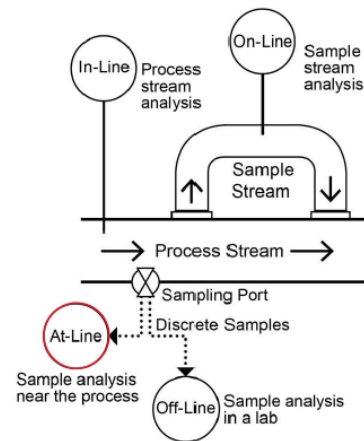 In-Line
Process
stream
analysis
On-Line
Sample
stream
analysis
Sample
Stream
Process Stream
Sampling Port
Discrete Samples
At-Line
Sample analysis
near the process
Off-Line
Sample analysis
in a lab